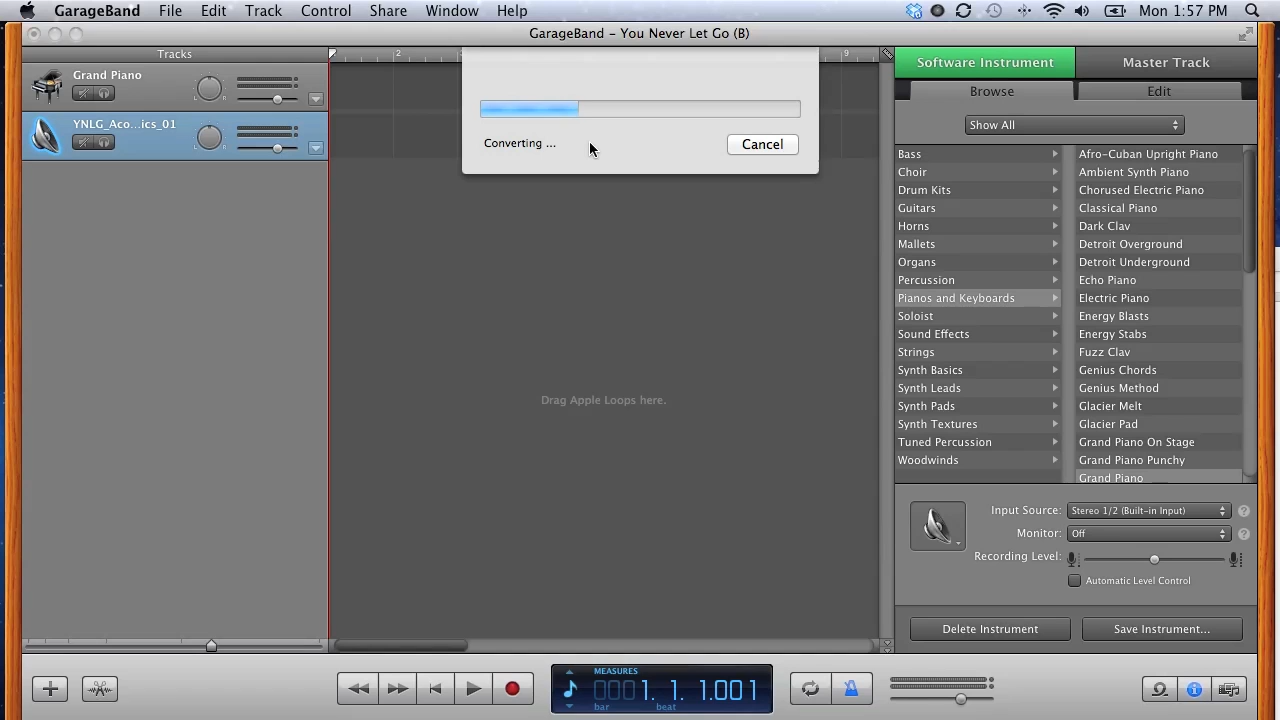 GarageBand File Edit Track Control Share Window Help Mon 1:57 PM
GarageBand – You Never Let Go (B)
Tracks
2
9
Grand Piano
L R
YNLG_Aco...ics_01
L R
Converting ...
Cancel
Drag Apple Loops here.
Software Instrument
Master Track
Browse
Edit
Show All
Bass
Choir
Drum Kits
Guitars
Horns
Mallets
Organs
Percussion
Pianos and Keyboards
Soloist
Sound Effects
Strings
Synth Basics
Synth Leads
Synth Pads
Synth Textures
Tuned Percussion
Woodwinds
Afro-Cuban Upright Piano
Ambient Synth Piano
Chorused Electric Piano
Classical Piano
Dark Clav
Detroit Overground
Detroit Underground
Echo Piano
Electric Piano
Energy Blasts
Energy Stabs
Fuzz Clav
Genius Chords
Genius Method
Glacier Melt
Glacier Pad
Grand Piano On Stage
Grand Piano Punchy
Grand Piano
Input Source: Stereo 1/2 (Built-in Input) ?
Monitor: Off ?
Recording Level:
Automatic Level Control
Delete Instrument
Save Instrument...
MEASURES
0001. 1. 1.001
bar beat